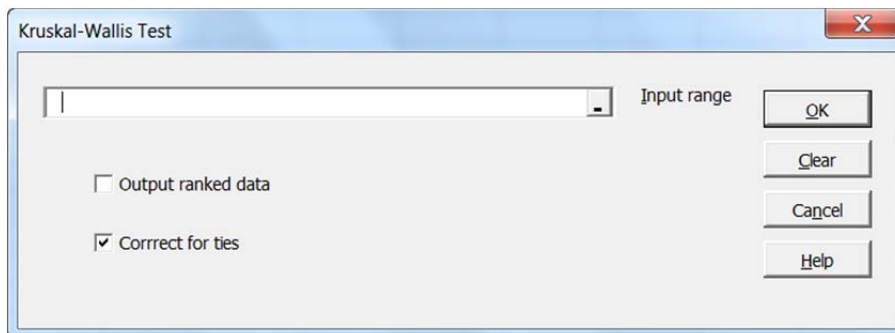 Kruskal-Wallis Test
Input range
OK
Clear
Output ranked data
Cancel
Corrrect for ties
Help